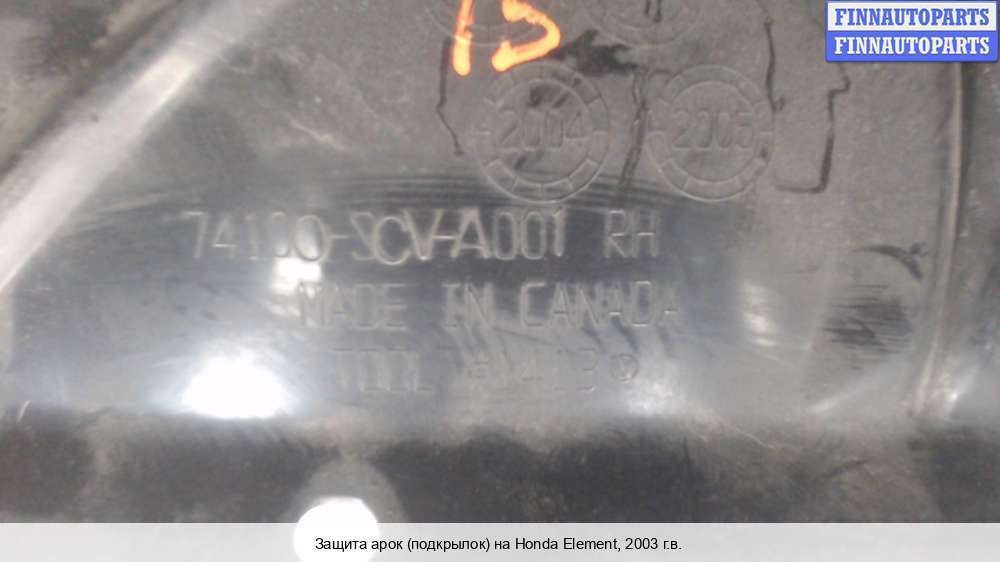 FINNAUTOPARTS
FINNAUTOPARTS
15
2004 2005
74100-SCV-A001 RH
MADE IN CANADA
TOOL
Защита арок (подкрылок) на Honda Element, 2003 г.в.